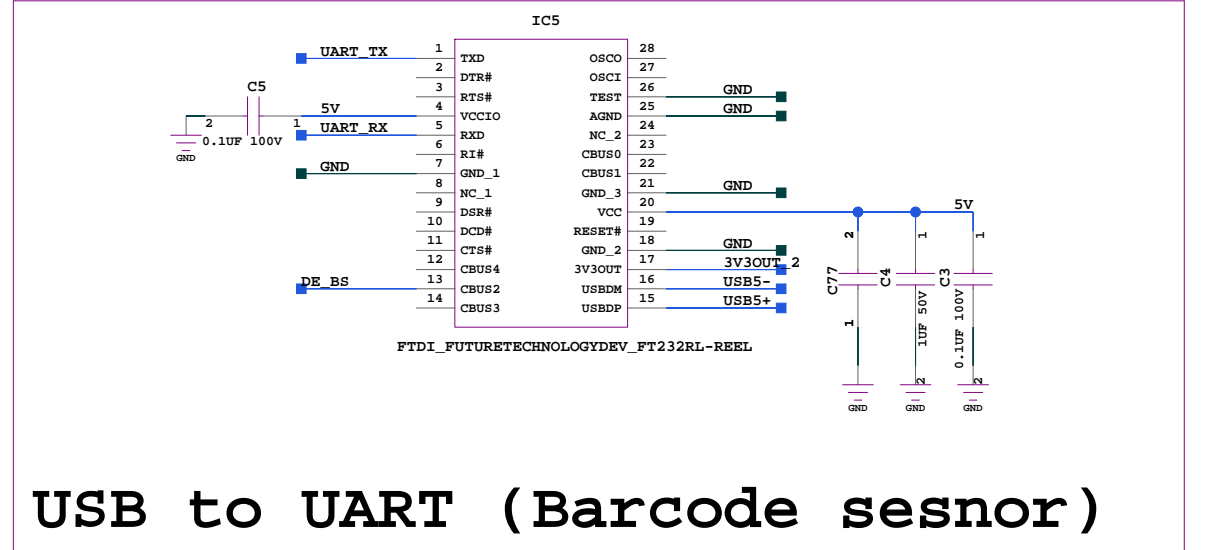 IC5
UART_TX 1 TXD OSCO 28
2 DTR# OSCI 27
3 RTS# TEST 26 GND
C5 2 1 5V 4 VCCIO AGND 25 GND
0.1UF 100V UART_RX 5 RXD NC_2 24
GND 6 RI# CBUS0 23
GND 7 GND_1 CBUS1 22
8 NC_1 GND_3 21 GND
9 DSR# VCC 20 5V
10 DCD# RESET# 19
11 CTS# GND_2 18 GND
12 CBUS4 3V3OUT 17 3V3OUT_2
DE_BS 13 CBUS2 USBDM 16 USB5-
14 CBUS3 USBDP 15 USB5+
2 1 1
C77 C4 C3
1 1UF 50V 0.1UF 100V
2 2
GND GND GND
FTDI_FUTURETECHNOLOGYDEV_FT232RL-REEL
USB to UART (Barcode sesnor)